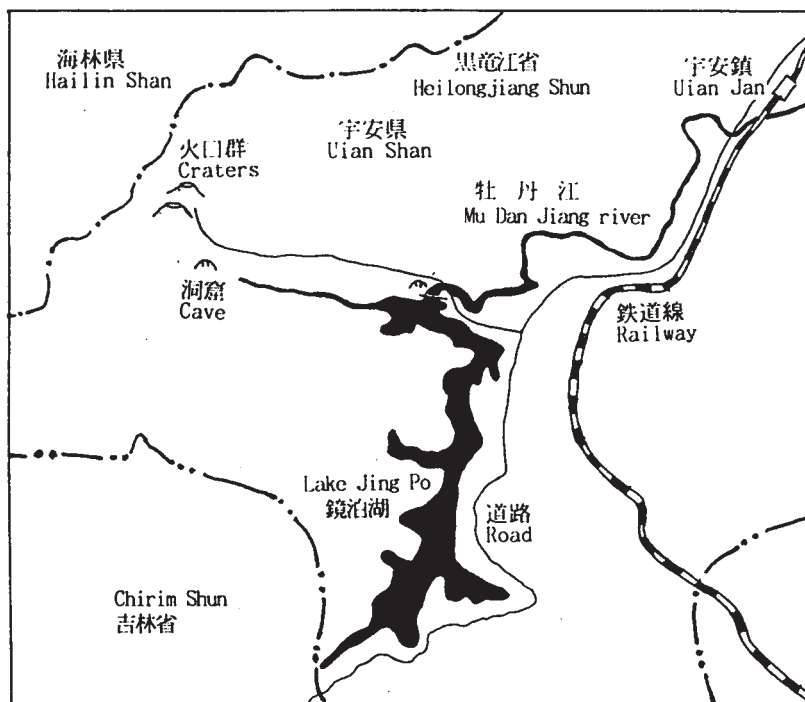 海林県
Hailin Shan
黒竜江省
Heilongjiang Shun
宇安鎮
Uian Jan
火口群
Craters
宇安県
Uian Shan
牡丹江
Mu Dan Jiang river
洞窟
Cave
鉄道線
Railway
Lake Jing Po
鏡泊湖
道路
Road
Chirim Shun
吉林省